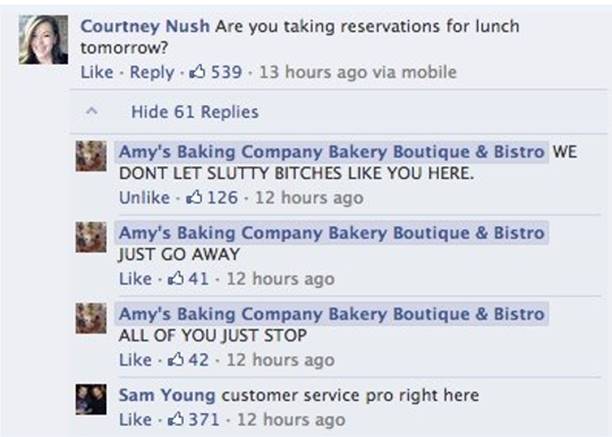 Courtney Nush Are you taking reservations for lunch
tomorrow?
Like · Reply · 539 · 13 hours ago via mobile
Hide 61 Replies
Amy's Baking Company Bakery Boutique & Bistro WE
DONT LET SLUTTY BITCHES LIKE YOU HERE.
Unlike · 126 · 12 hours ago
Amy's Baking Company Bakery Boutique & Bistro
JUST GO AWAY
Like · 41 · 12 hours ago
Amy's Baking Company Bakery Boutique & Bistro
ALL OF YOU JUST STOP
Like · 42 · 12 hours ago
Sam Young customer service pro right here
Like · 371 · 12 hours ago